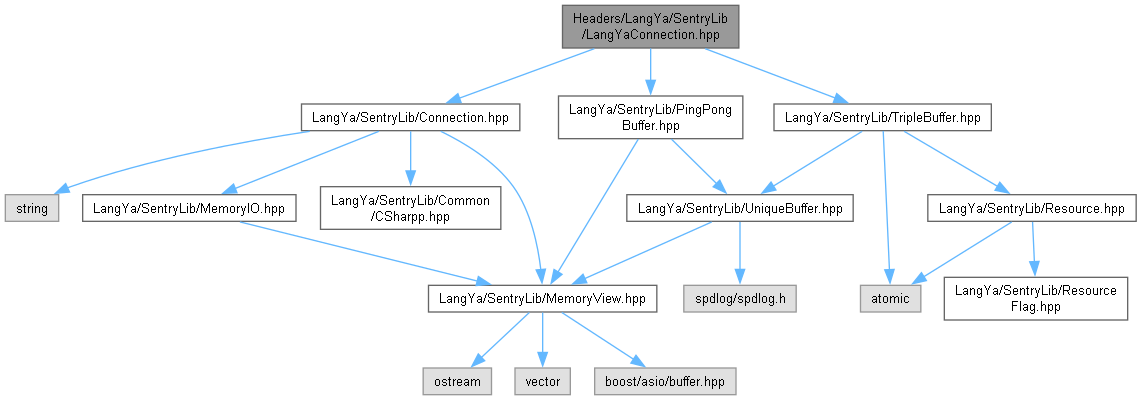 Headers/LangYa/SentryLib
/LangYaConnection.hpp
LangYa/SentryLib/Connection.hpp
LangYa/SentryLib/PingPong
Buffer.hpp
LangYa/SentryLib/TripleBuffer.hpp
string
LangYa/SentryLib/MemoryIO.hpp
LangYa/SentryLib/Common
/CSharpp.hpp
LangYa/SentryLib/UniqueBuffer.hpp
LangYa/SentryLib/Resource.hpp
LangYa/SentryLib/MemoryView.hpp
spdlog/spdlog.h
atomic
LangYa/SentryLib/Resource
Flag.hpp
ostream
vector
boost/asio/buffer.hpp